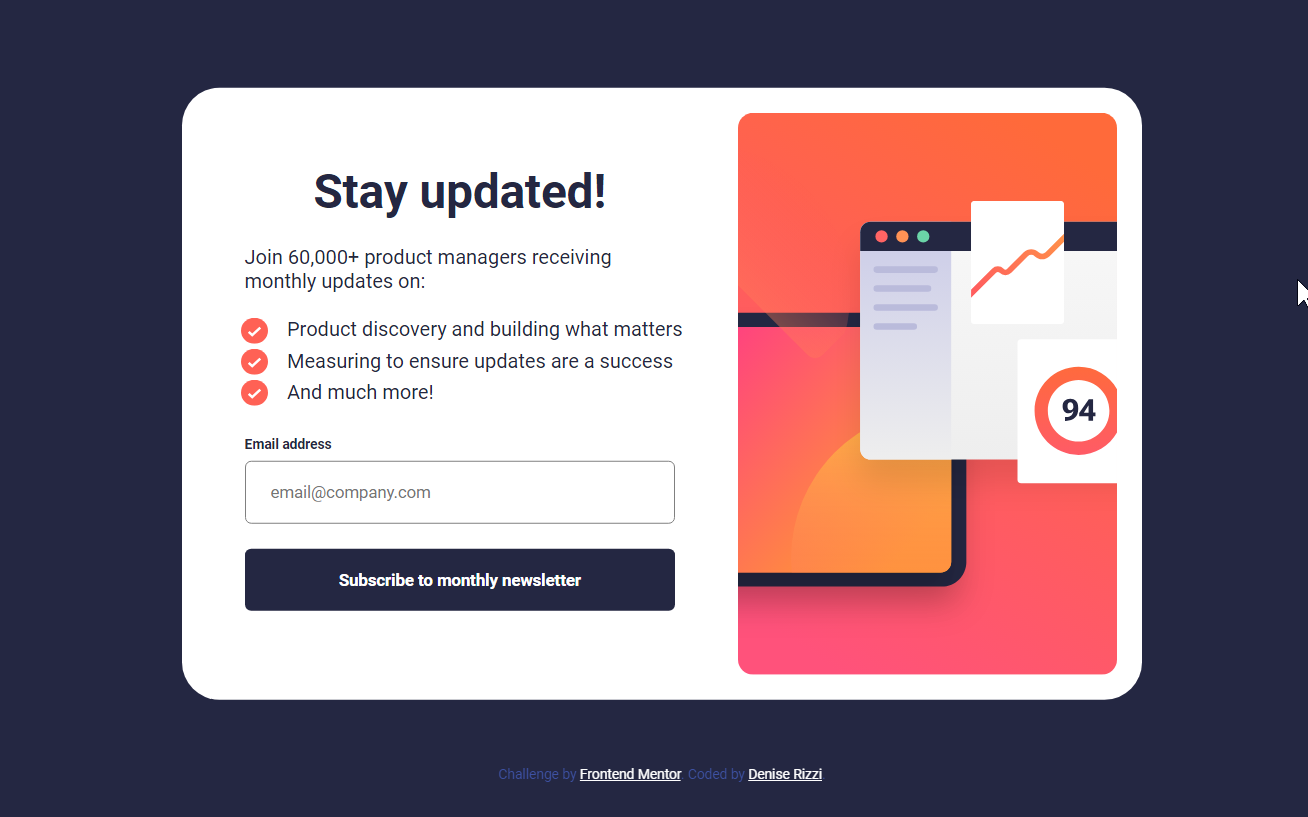 Stay updated!
Join 60,000+ product managers receiving
monthly updates on:
Product discovery and building what matters
Measuring to ensure updates are a success
And much more!
Email address
email@company.com
Subscribe to monthly newsletter
94
Challenge by Frontend Mentor Coded by Denise Rizzi